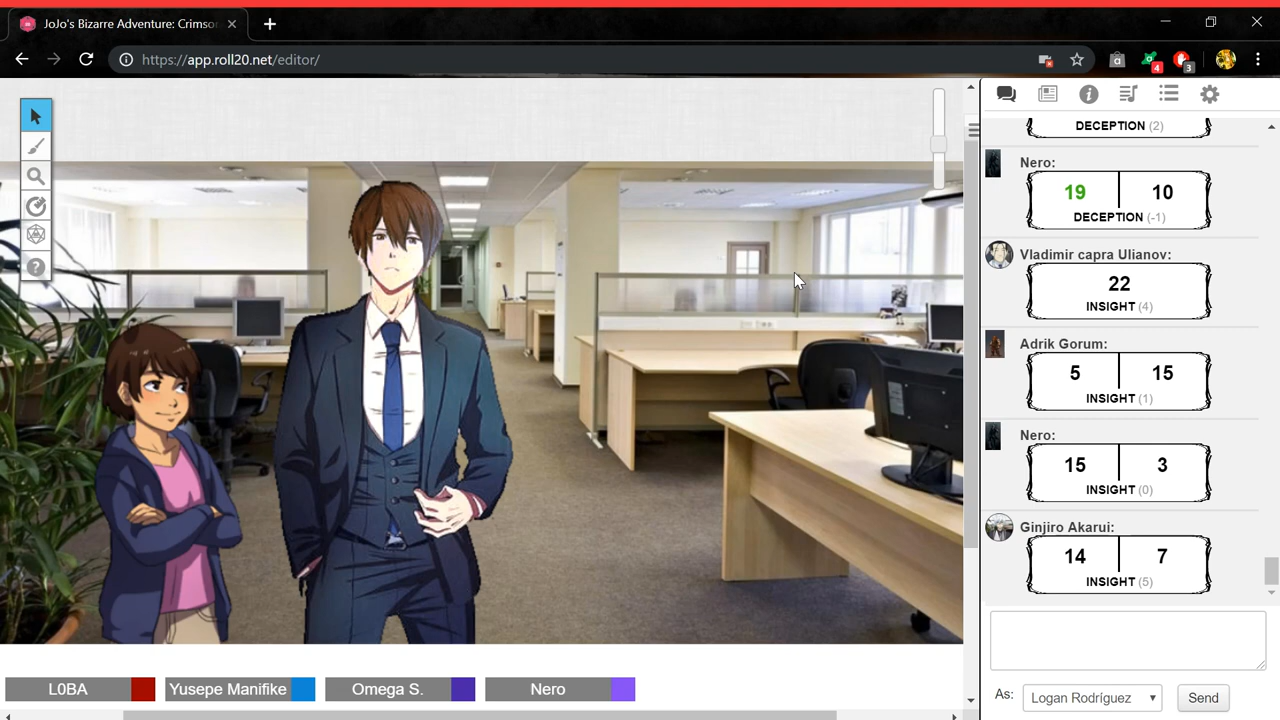 JoJo's Bizarre Adventure: Crimso
https://app.roll20.net/editor/
4
3
DECEPTION (2)
Nero:
19 10
DECEPTION (-1)
Vladimir capra Ulianov:
22
INSIGHT (4)
Adrik Gorum:
5 15
INSIGHT (1)
Nero:
15 3
INSIGHT (0)
Ginjiro Akarui:
14 7
INSIGHT (5)
As: Logan Rodríguez Send
L0BA Yusepe Manifike Omega S. Nero